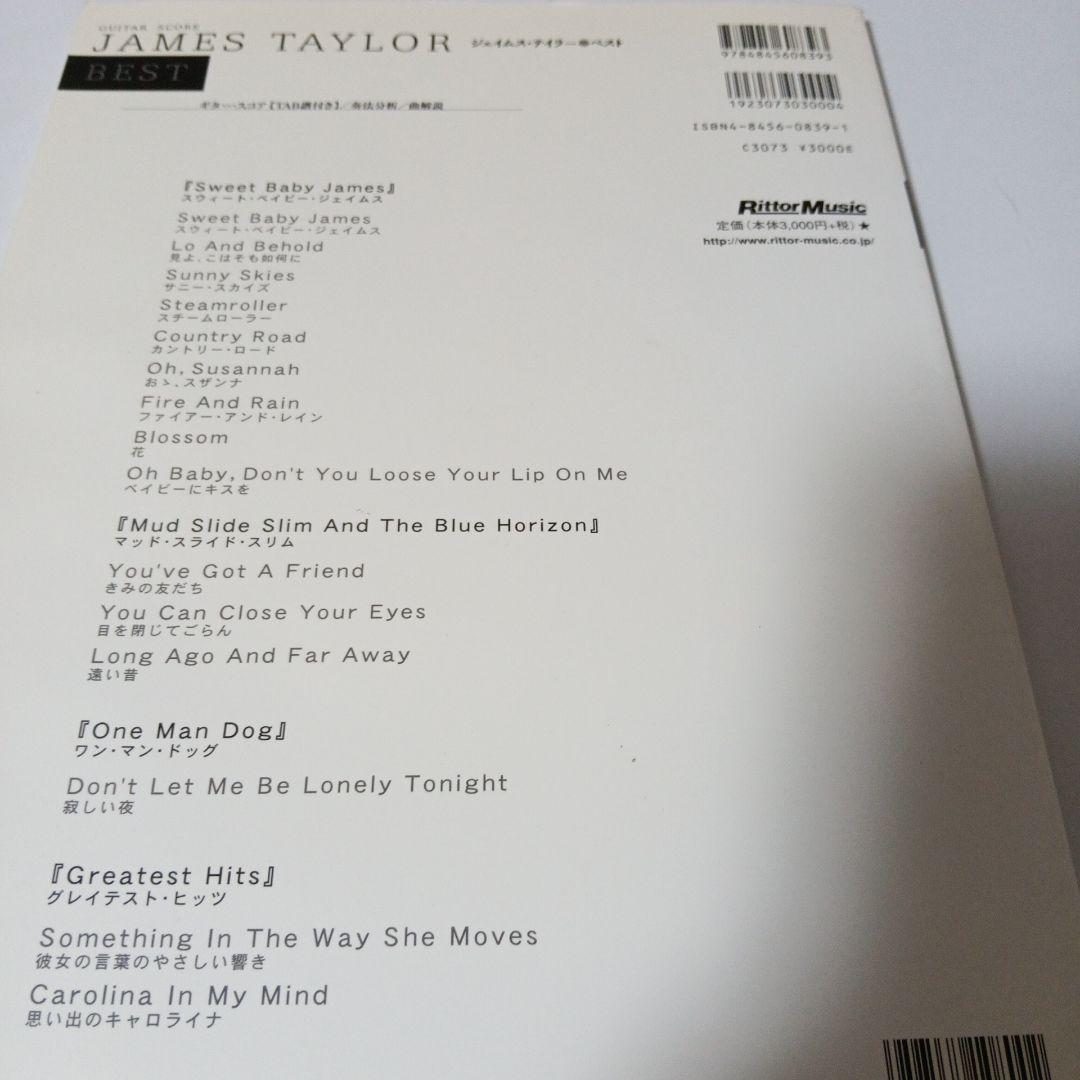 GUITAR SCORE
JAMES TAYLOR ジェイムス・テイラー●ベスト
BEST
ギター・スコア【TAB譜付き】／奏法分析／曲解説
9784845608393
1923073030004
ISBN4-8456-0839-1
C3073 ¥3000E
RittorMusic
定価(本体3,000円+税)★
http://www.rittor-music.co.jp/
『Sweet Baby James』
スウィート・ベイビー・ジェイムス
Sweet Baby James
スウィート・ベイビー・ジェイムス
Lo And Behold
見よ、こはそも如何に
Sunny Skies
サニー・スカイズ
Steamroller
スチームローラー
Country Road
カントリー・ロード
Oh, Susannah
おゝ、スザンナ
Fire And Rain
ファイアー・アンド・レイン
Blossom
花
Oh Baby, Don't You Loose Your Lip On Me
ベイビーにキスを
『Mud Slide Slim And The Blue Horizon』
マッド・スライド・スリム
You've Got A Friend
きみの友だち
You Can Close Your Eyes
目を閉じてごらん
Long Ago And Far Away
遠い昔
『One Man Dog』
ワン・マン・ドッグ
Don't Let Me Be Lonely Tonight
寂しい夜
『Greatest Hits』
グレイテスト・ヒッツ
Something In The Way She Moves
彼女の言葉のやさしい響き
Carolina In My Mind
思い出のキャロライナ